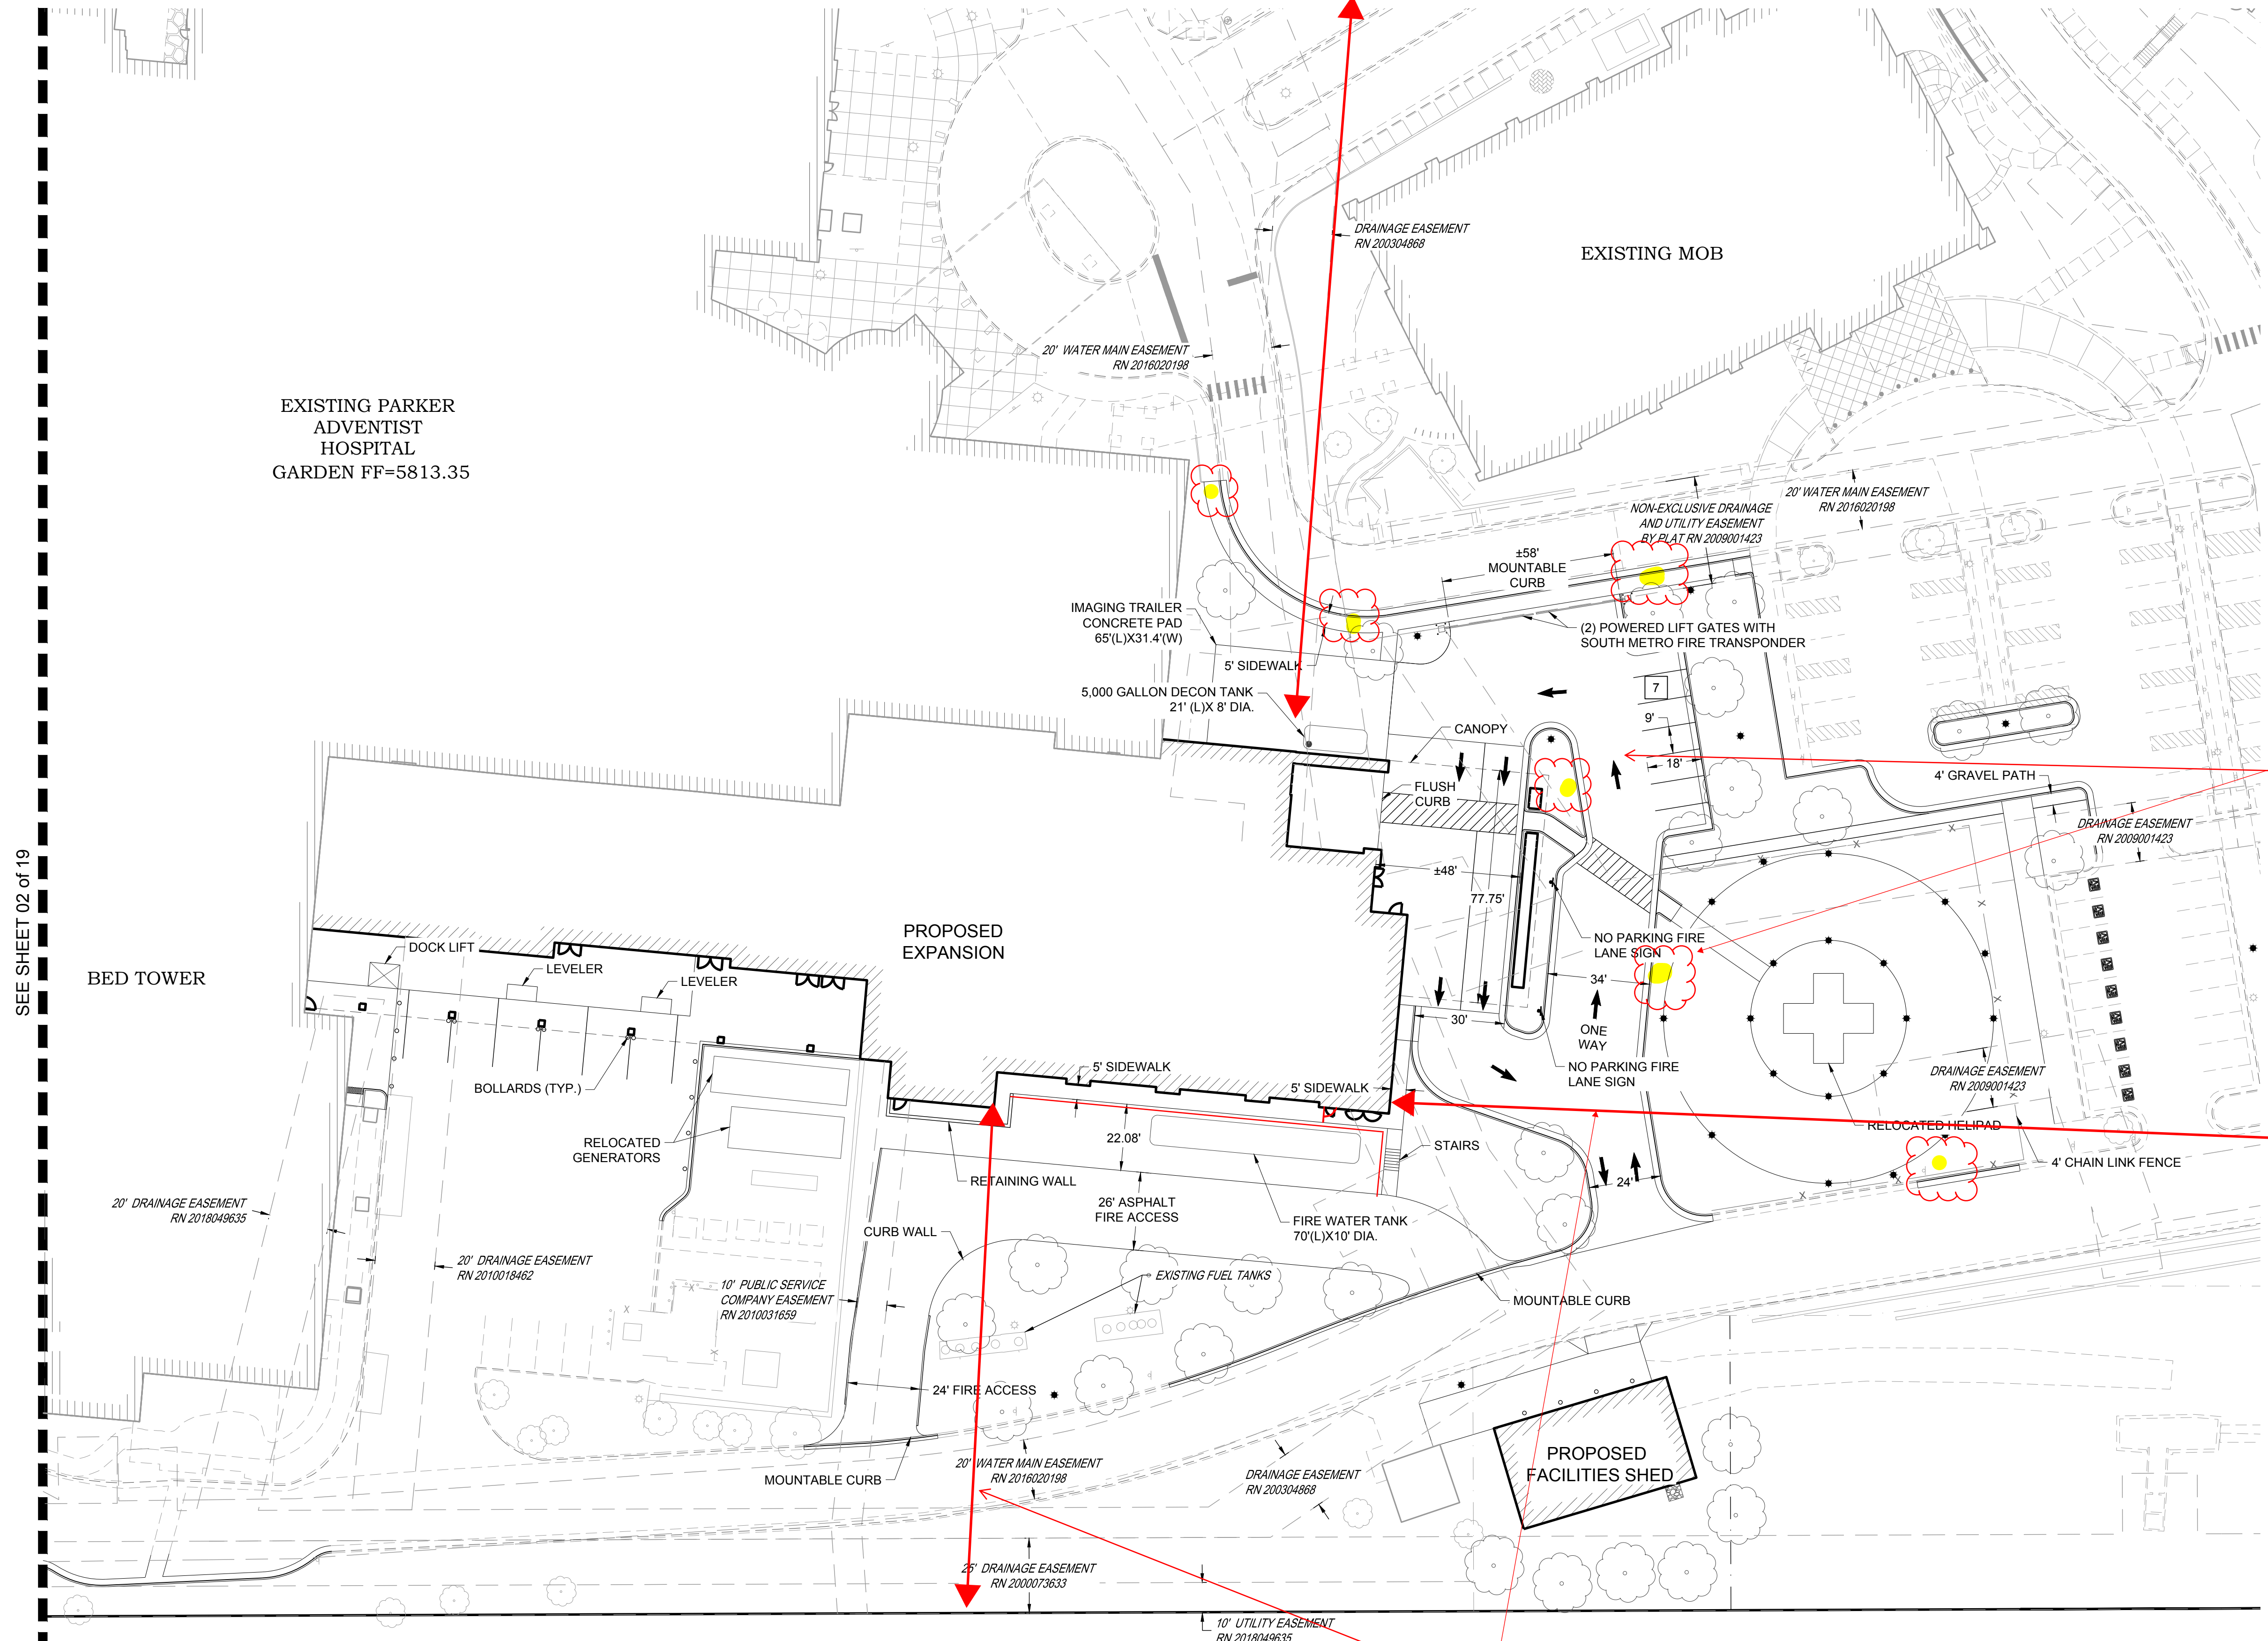 DRAINAGE EASEMENT
RN 200304868
EXISTING MOB
20' WATER MAIN EASEMENT
RN 2016020198
EXISTING PARKER
ADVENTIST
HOSPITAL
GARDEN FF=5813.35
20' WATER MAIN EASEMENT
RN 2016020198
NON-EXCLUSIVE DRAINAGE
AND UTILITY EASEMENT
BY PLAT RN 2009001423
±58'
MOUNTABLE
CURB
IMAGING TRAILER
CONCRETE PAD
65'(L)X31.4'(W)
(2) POWERED LIFT GATES WITH
SOUTH METRO FIRE TRANSPONDER
5' SIDEWALK
5,000 GALLON DECON TANK
21' (L)X 8' DIA.
7
9'
18'
CANOPY
FLUSH
CURB
4' GRAVEL PATH
DRAINAGE EASEMENT
RN 2009001423
±48'
77.75'
SEE SHEET 02 of 19
PROPOSED
EXPANSION
NO PARKING FIRE
LANE SIGN
DOCK LIFT
LEVELER
LEVELER
BED TOWER
34'
30'
ONE
WAY
NO PARKING FIRE
LANE SIGN
5' SIDEWALK
5' SIDEWALK
BOLLARDS (TYP.)
DRAINAGE EASEMENT
RN 2009001423
RELOCATED HELIPAD
RELOCATED
GENERATORS
22.08'
STAIRS
4' CHAIN LINK FENCE
24'
RETAINING WALL
20' DRAINAGE EASEMENT
RN 2018049635
26' ASPHALT
FIRE ACCESS
FIRE WATER TANK
70'(L)X10' DIA.
CURB WALL
20' DRAINAGE EASEMENT
RN 2010018462
10' PUBLIC SERVICE
COMPANY EASEMENT
RN 2010031659
EXISTING FUEL TANKS
MOUNTABLE CURB
24' FIRE ACCESS
20' WATER MAIN EASEMENT
RN 2016020198
MOUNTABLE CURB
DRAINAGE EASEMENT
RN 200304868
PROPOSED
FACILITIES SHED
25' DRAINAGE EASEMENT
RN 2000073633
10' UTILITY EASEMENT
RN 2018049635